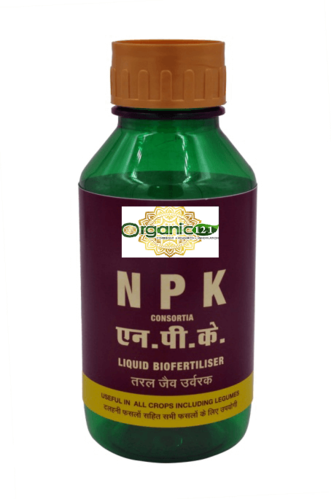 Organic 123
N P K
CONSORTIA
एन.पी.के.
LIQUID BIOFERTILISER
तरल जैव उर्वरक
USEFUL IN ALL CROPS INCLUDING LEGUMES
दलहनी फसलों सहित सभी फसलों के लिए उपयोगी